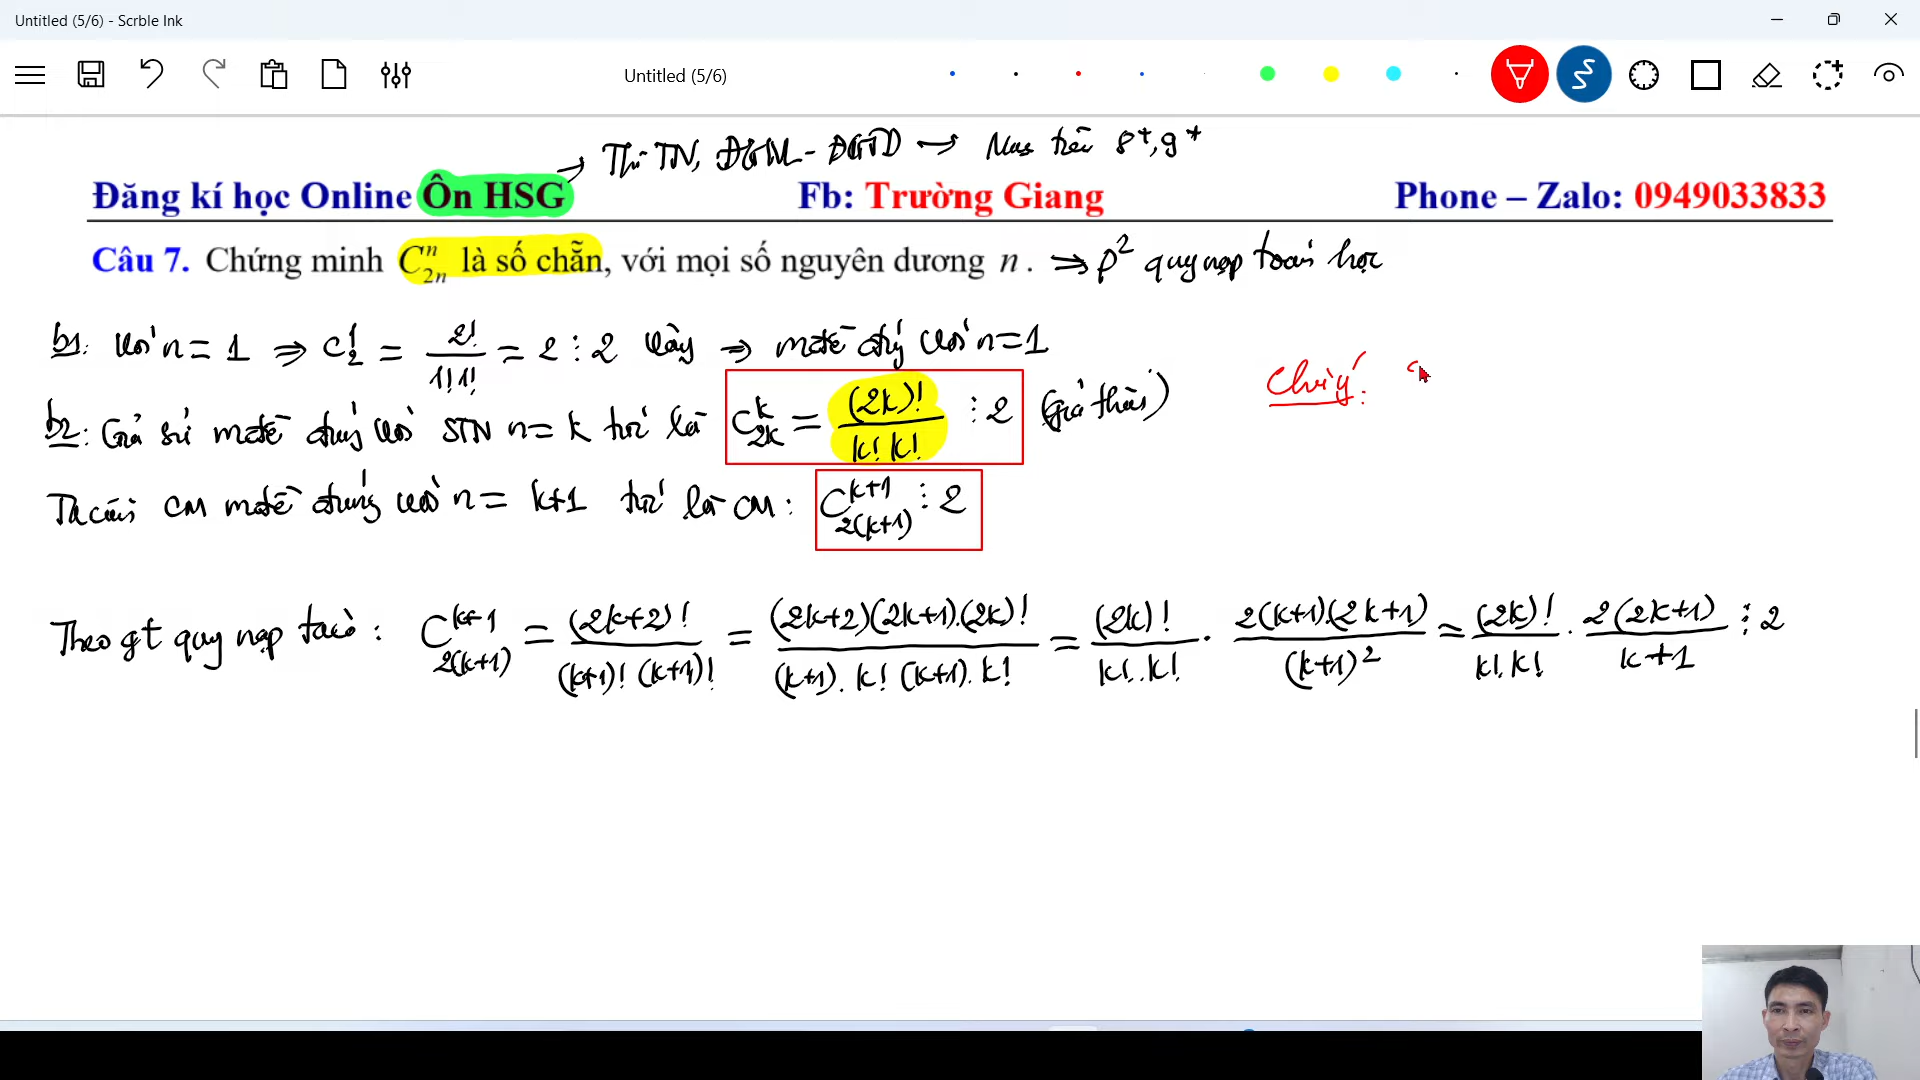 Untitled (5/6) - Scrble Ink
Untitled (5/6)
→ Thi TN, ĐGNL - ĐGTD → Mục tiêu 8+, 9+
Đăng kí học Online Ôn HSG Fb: Trường Giang Phone – Zalo: 0949033833
Câu 7. Chứng minh C_{2n}^{n} là số chẵn, với mọi số nguyên dương n. ⇒ p² quy nạp toán học
b1: Với n = 1 ⇒ C_2^1 = 2!/(1!1!) = 2 ⋮ 2 Vậy ⇒ mđề đúng với n=1
b2: Giả sử mđề đúng với STN n = k tức là C_{2k}^{k} = (2k)!/(k! k!) ⋮ 2 (giả thiết)
Chú ý:
Ta cần CM mđề đúng với n = k+1 tức là CM: C_{2(k+1)}^{k+1} ⋮ 2
Theo gt quy nạp ta có: C_{2(k+1)}^{k+1} = (2k+2)!/((k+1)! (k+1)!) = (2k+2)(2k+1).(2k)!/((k+1). k! (k+1). k!) = (2k)!/(k!. k!) . 2(k+1).(2k+1)/(k+1)² = (2k)!/(k!. k!) . 2(2k+1)/(k+1) ⋮ 2